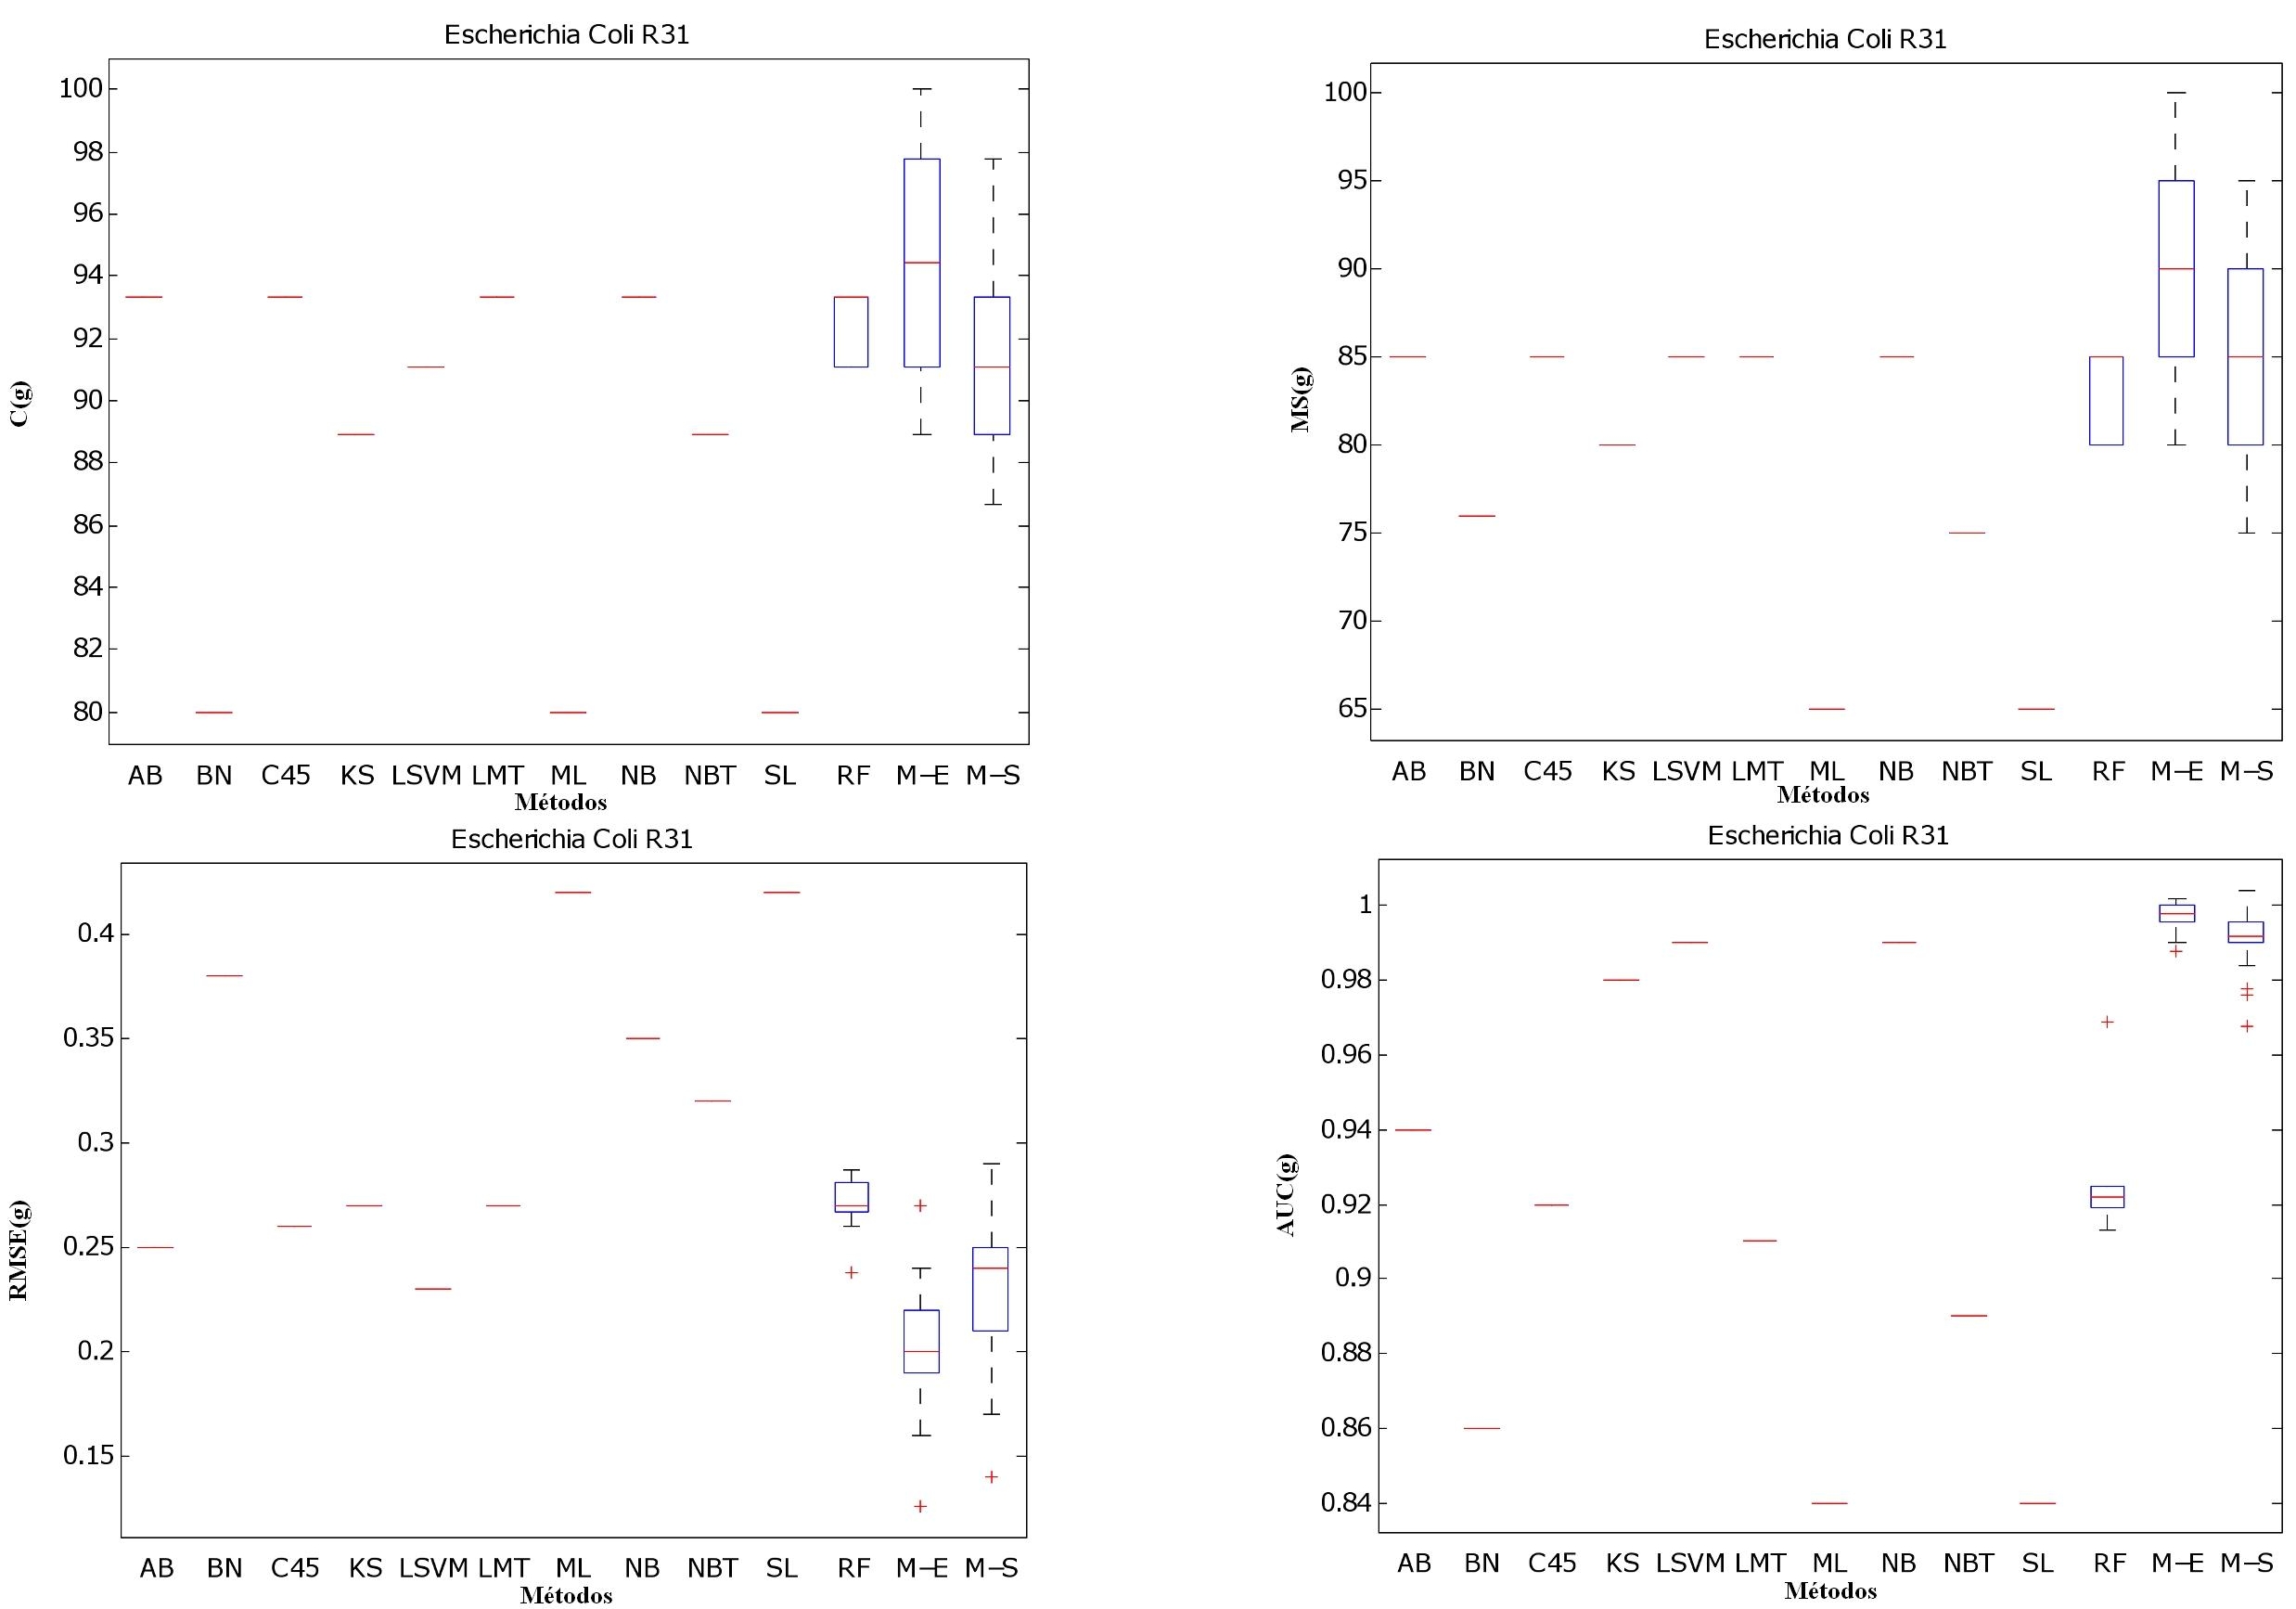 Escherichia Coli R31
100
98
96
94
92
90
88
86
84
82
80
C(g)
AB BN C45 KS LSVM LMT ML NB NBT SL RF M–E M–S
Métodos
Escherichia Coli R31
100
95
90
85
80
75
70
65
MS(g)
AB BN C45 KS LSVM LMT ML NB NBT SL RF M–E M–S
Métodos
Escherichia Coli R31
0.4
0.35
0.3
0.25
0.2
0.15
RMSE(g)
AB BN C45 KS LSVM LMT ML NB NBT SL RF M–E M–S
Métodos
Escherichia Coli R31
1
0.98
0.96
0.94
0.92
0.9
0.88
0.86
0.84
AUC(g)
AB BN C45 KS LSVM LMT ML NB NBT SL RF M–E M–S
Métodos